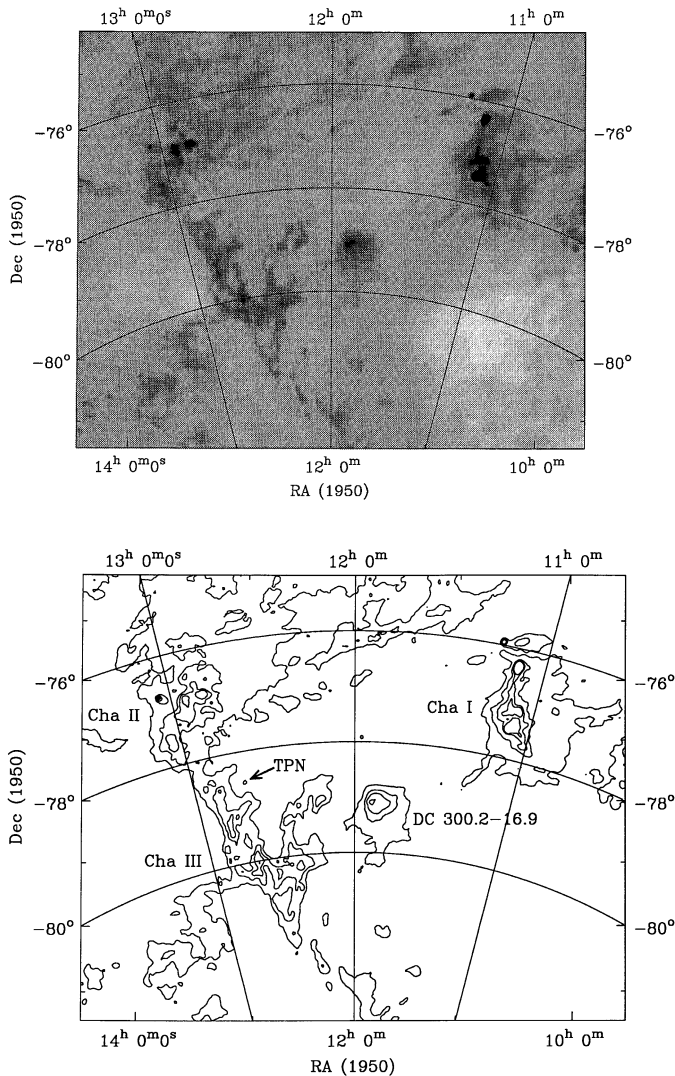 13ʰ 0ᵐ0ˢ 12ʰ 0ᵐ 11ʰ 0ᵐ
−76° −76°
−78° −78°
−80° −80°
Dec (1950)
14ʰ 0ᵐ0ˢ 12ʰ 0ᵐ 10ʰ 0ᵐ
RA (1950)
13ʰ 0ᵐ0ˢ 12ʰ 0ᵐ 11ʰ 0ᵐ
−76° −76°
Cha II
Cha I
TPN
−78° −78°
DC 300.2−16.9
Cha III
−80° −80°
Dec (1950)
14ʰ 0ᵐ0ˢ 12ʰ 0ᵐ 10ʰ 0ᵐ
RA (1950)